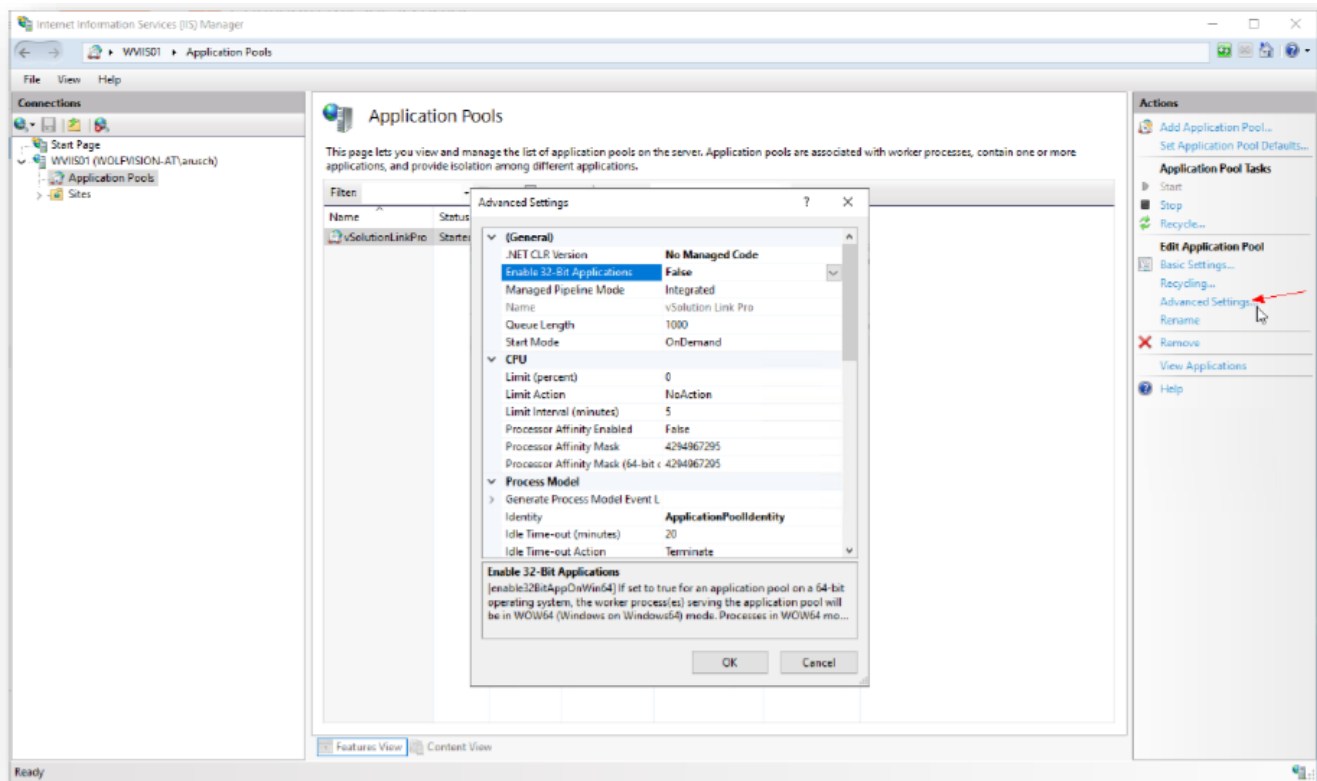 Internet Information Services (IIS) Manager
WVIIS01 Application Pools
File View Help
Connections
Start Page
WVIIS01 (WOLFVISION-AT\arusch)
Application Pools
Sites
Application Pools
This page lets you view and manage the list of application pools on the server. Application pools are associated with worker processes, contain one or more
applications, and provide isolation among different applications.
Filter:
Name Status
vSolutionLinkPro Starte
Advanced Settings ?
(General)
.NET CLR Version No Managed Code
Enable 32-Bit Applications False
Managed Pipeline Mode Integrated
Name vSolution Link Pro
Queue Length 1000
Start Mode OnDemand
CPU
Limit (percent) 0
Limit Action NoAction
Limit Interval (minutes) 5
Processor Affinity Enabled False
Processor Affinity Mask 4294967295
Processor Affinity Mask (64-bit c 4294967295
Process Model
Generate Process Model Event L
Identity ApplicationPoolIdentity
Idle Time-out (minutes) 20
Idle Time-out Action Terminate
Enable 32-Bit Applications
[enable32BitAppOnWin64] If set to true for an application pool on a 64-bit
operating system, the worker process(es) serving the application pool will
be in WOW64 (Windows on Windows64) mode. Processes in WOW64 mo...
OK Cancel
Actions
Add Application Pool...
Set Application Pool Defaults...
Application Pool Tasks
Start
Stop
Recycle...
Edit Application Pool
Basic Settings...
Recycling...
Advanced Settings...
Rename
Remove
View Applications
Help
Features View Content View
Ready